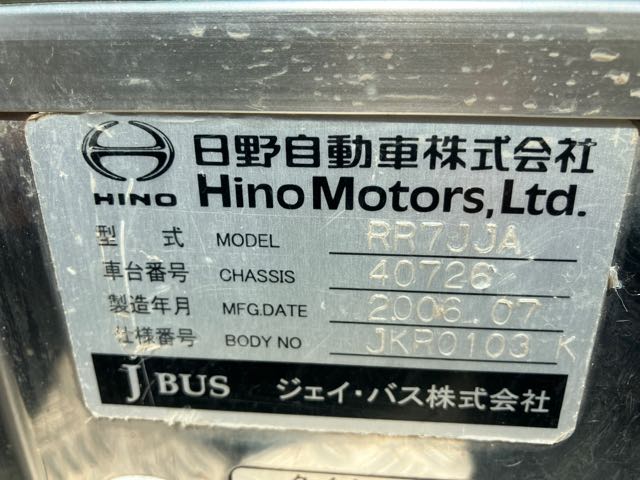 日野自動車株式会社
HINO Hino Motors, Ltd.
型式 MODEL RR7JJA
車台番号 CHASSIS 40726
製造年月 MFG.DATE 2006.07
仕様番号 BODY NO JKR0103 K
J BUS ジェイ・バス株式会社